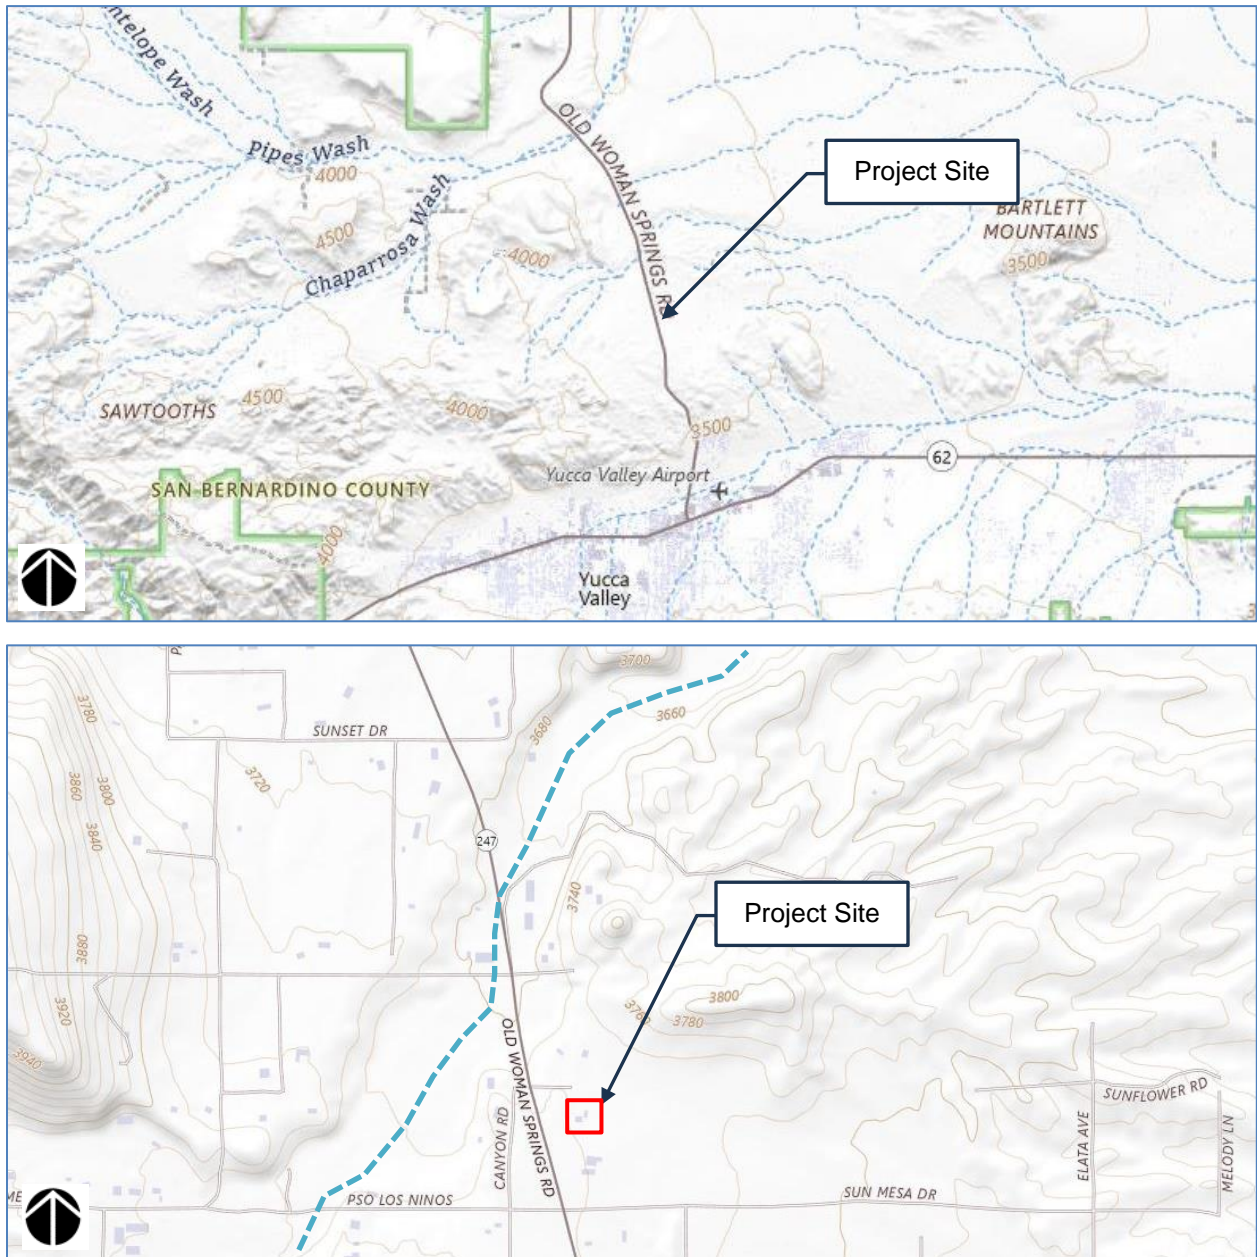 ntelope Wash
Pipes Wash
4000
Chaparrosa Wash
4500
4000
OLD WOMAN SPRINGS RD
Project Site
BARTLETT
MOUNTAINS
3500
SAWTOOTHS
4500
4000
3500
Yucca Valley Airport
62
SAN BERNARDINO COUNTY
4000
Yucca
Valley
3700
3780
SUNSET DR
3680
3660
3720
3860
3800
3840
247
Project Site
3740
3880
3920
3800
3760
3780
3940
OLD WOMAN SPRINGS RD
CANYON RD
SUNFLOWER RD
ELATA AVE
MELODY LN
PSO LOS NINOS
SUN MESA DR